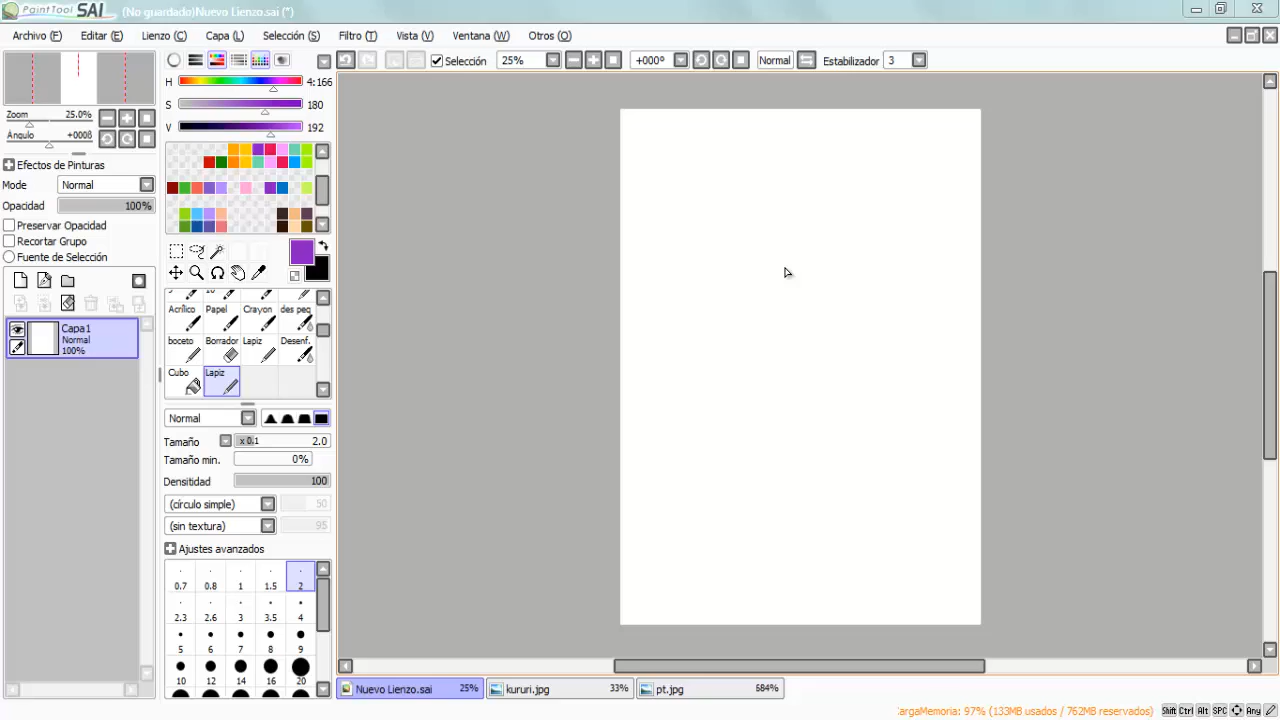 PaintTool SAI (No guardado)Nuevo Lienzo.sai (*)
Archivo (F) Editar (E) Lienzo (C) Capa (L) Selección (S) Filtro (T) Vista (V) Ventana (W) Otros (O)
Selección 25% +000° Normal Estabilizador 3
H 4:166
S 180
V 192
Zoom 25.0%
Ángulo +000ß
Efectos de Pinturas
Modo Normal
Opacidad 100%
Preservar Opacidad
Recortar Grupo
Fuente de Selección
Capa1
Normal
100%
Acrílico Papel Crayon des peq
boceto Borrador Lapiz Desenf.
Cubo Lapiz
Normal
Tamaño x 0.1 2.0
Tamaño min. 0%
Densitidad 100
(círculo simple) 50
(sin textura) 95
Ajustes avanzados
0.7 0.8 1 1.5 2
2.3 2.6 3 3.5 4
5 6 7 8 9
10 12 14 16 20
Nuevo Lienzo.sai 25% kururi.jpg 33% pt.jpg 684%
CargaMemoria: 97% (133MB usados / 762MB reservados) Shift Ctrl Alt SPC Any